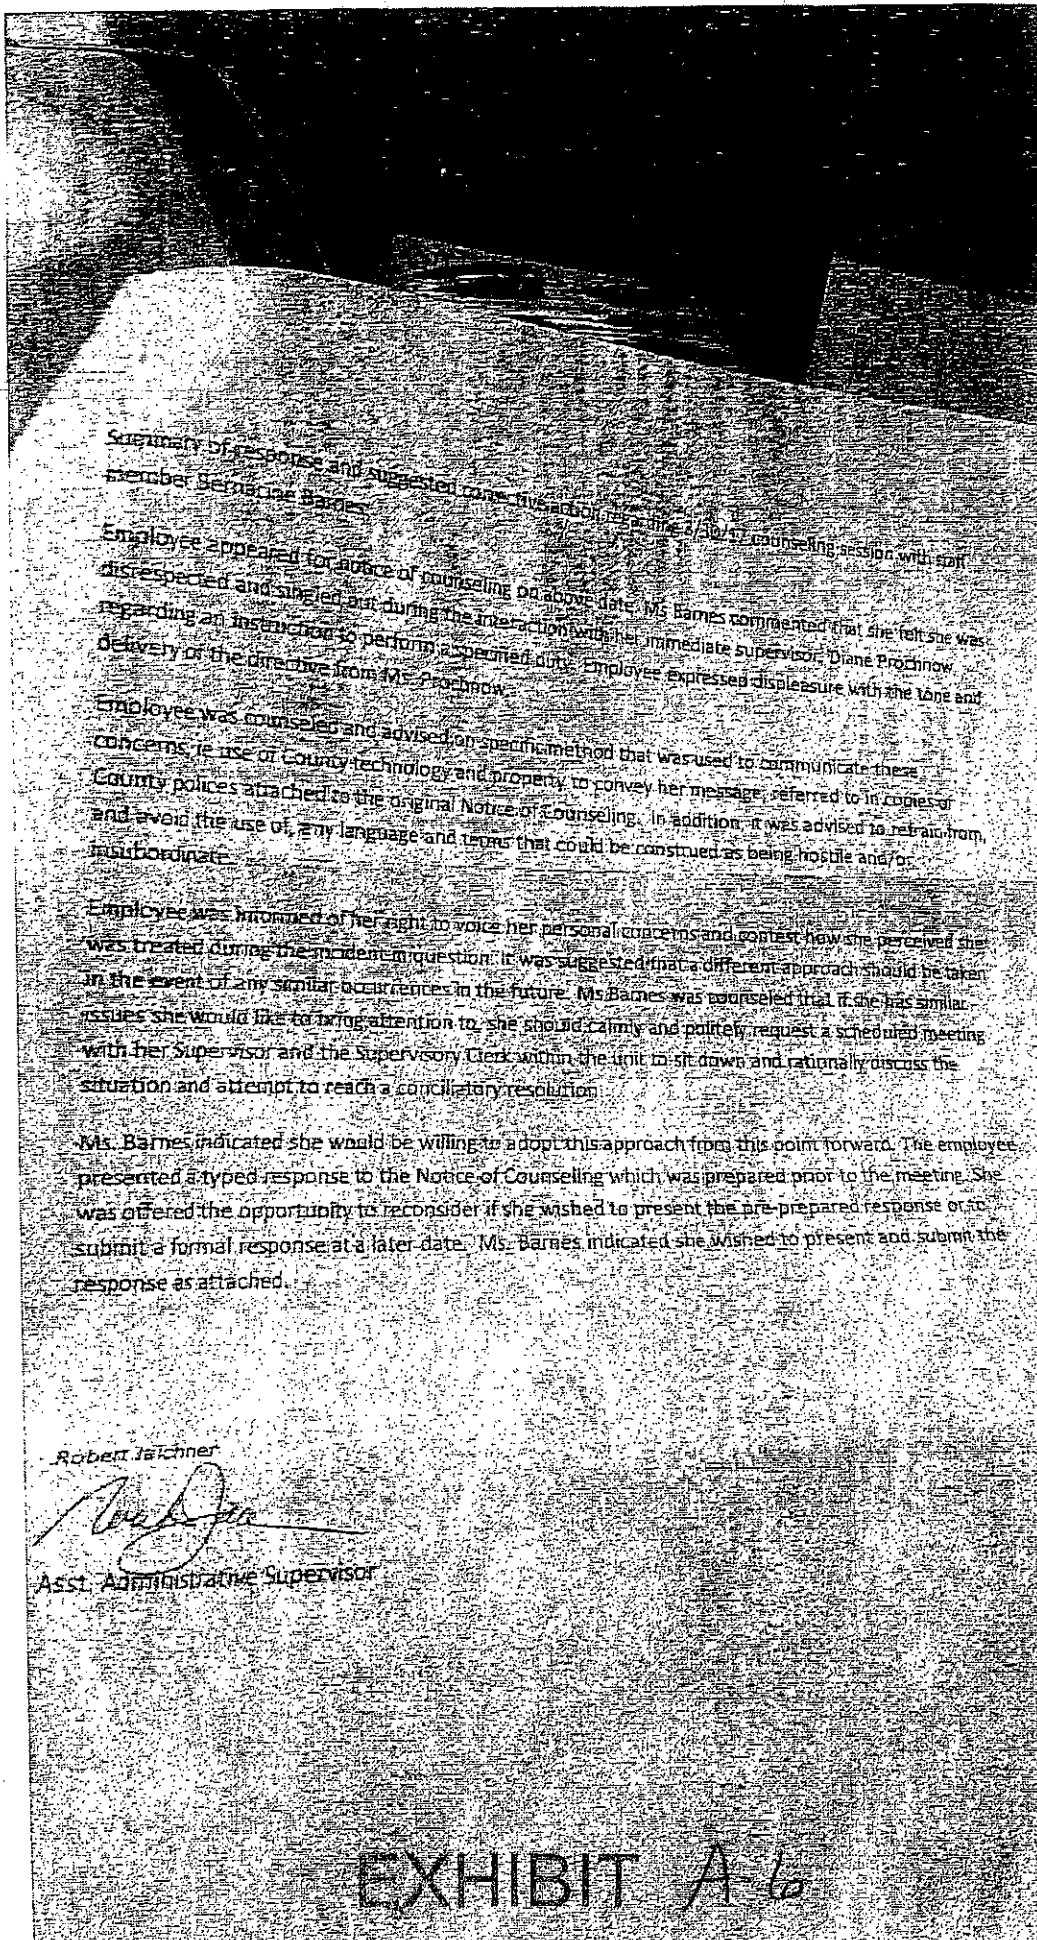 Summary of response and suggested corrective action regarding counseling session with staff
member Bernadine Barnes.
Employee appeared for notice of counseling on above date. Ms Barnes commented that she felt she was
disrespected and singled out during the interaction with her immediate supervisor, Diane Prochnow
regarding an instruction to perform a specified duty. Employee expressed displeasure with the tone and
delivery of the directive from Ms. Prochnow.
Employee was counseled and advised on specific method that was used to communicate these
concerns, ie use of County technology and property to convey her message, referred to in copies of
County polices attached to the original Notice of Counseling. In addition, it was advised to refrain from,
and avoid the use of, any language and terms that could be construed as being hostile and/or
insubordinate.
Employee was informed of her right to voice her personal concerns and contest how she perceived she
was treated during the incident in question. It was suggested that a different approach should be taken
in the event of any similar occurrences in the future. Ms Barnes was counseled that if she has similar
issues she would like to bring attention to, she should calmly and politely request a scheduled meeting
with her Supervisor and the Supervisory Clerk within the unit to sit down and rationally discuss the
situation and attempt to reach a conciliatory resolution.
Ms. Barnes indicated she would be willing to adopt this approach from this point forward. The employee
presented a typed response to the Notice of Counseling which was prepared prior to the meeting. She
was offered the opportunity to reconsider if she wished to present the pre-prepared response or to
submit a formal response at a later date. Ms. Barnes indicated she wished to present and submit the
response as attached.
Robert Jaichner
Asst. Administrative Supervisor
EXHIBIT A 6